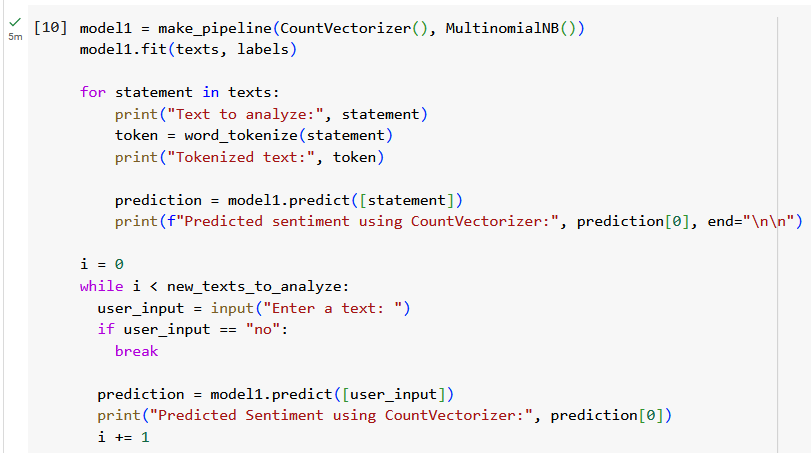 [10] model1 = make_pipeline(CountVectorizer(), MultinomialNB())
5m
model1.fit(texts, labels)
for statement in texts:
print("Text to analyze:", statement)
token = word_tokenize(statement)
print("Tokenized text:", token)
prediction = model1.predict([statement])
print(f"Predicted sentiment using CountVectorizer:", prediction[0], end="\n\n")
i = 0
while i < new_texts_to_analyze:
user_input = input("Enter a text: ")
if user_input == "no":
break
prediction = model1.predict([user_input])
print("Predicted Sentiment using CountVectorizer:", prediction[0])
i += 1